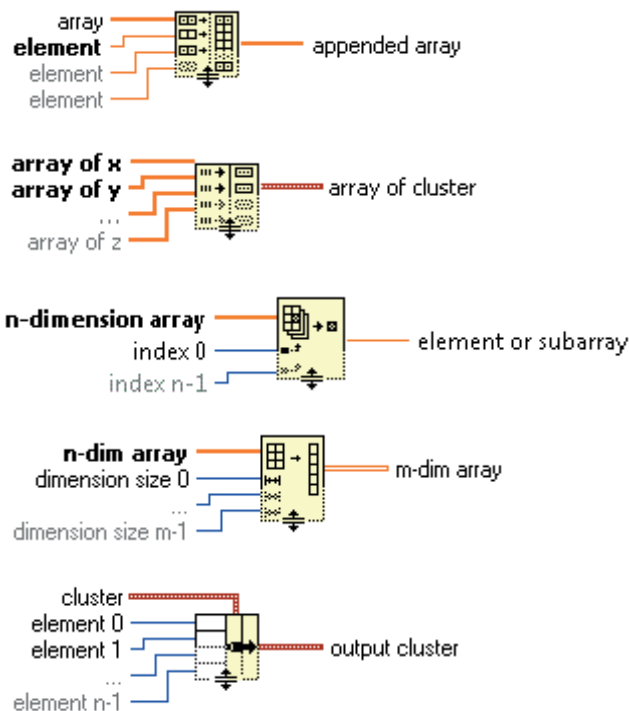 array
element
element
element
appended array
array of x
array of y
...
array of z
array of cluster
n-dimension array
index 0
index n-1
element or subarray
n-dim array
dimension size 0
...
dimension size m-1
m-dim array
cluster
element 0
element 1
...
element n-1
output cluster